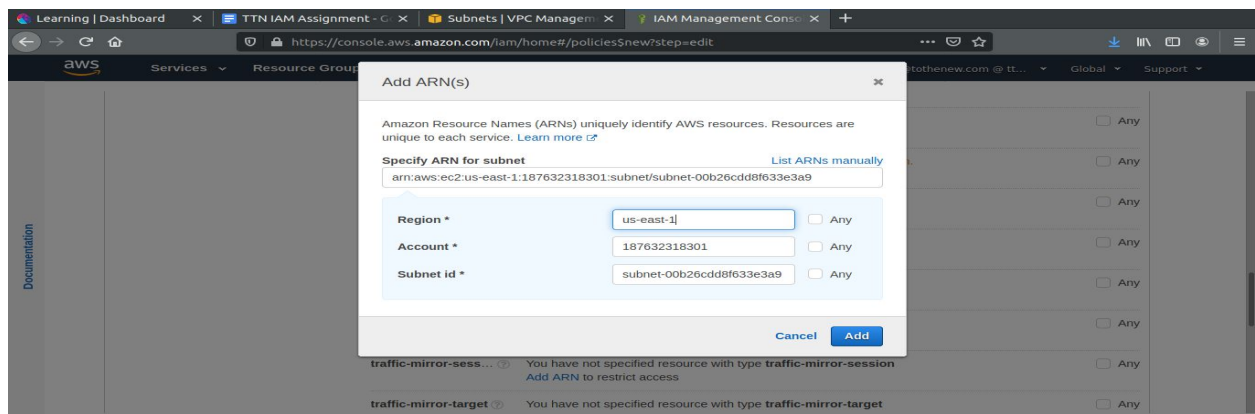 Learning | Dashboard
TTN IAM Assignment - G
Subnets | VPC Managem
IAM Management Conso
https://console.aws.amazon.com/iam/home#/policies$new?step=edit
aws Services Resource Group
tothenew.com @ tt... Global Support
Documentation
Add ARN(s)
Amazon Resource Names (ARNs) uniquely identify AWS resources. Resources are
unique to each service. Learn more
Specify ARN for subnet List ARNs manually
arn:aws:ec2:us-east-1:187632318301:subnet/subnet-00b26cdd8f633e3a9
Region * us-east-1 Any
Account * 187632318301 Any
Subnet id * subnet-00b26cdd8f633e3a9 Any
Cancel Add
Any
Any
Any
Any
Any
Any
traffic-mirror-sess... You have not specified resource with type traffic-mirror-session Any
Add ARN to restrict access
traffic-mirror-target You have not specified resource with type traffic-mirror-target Any